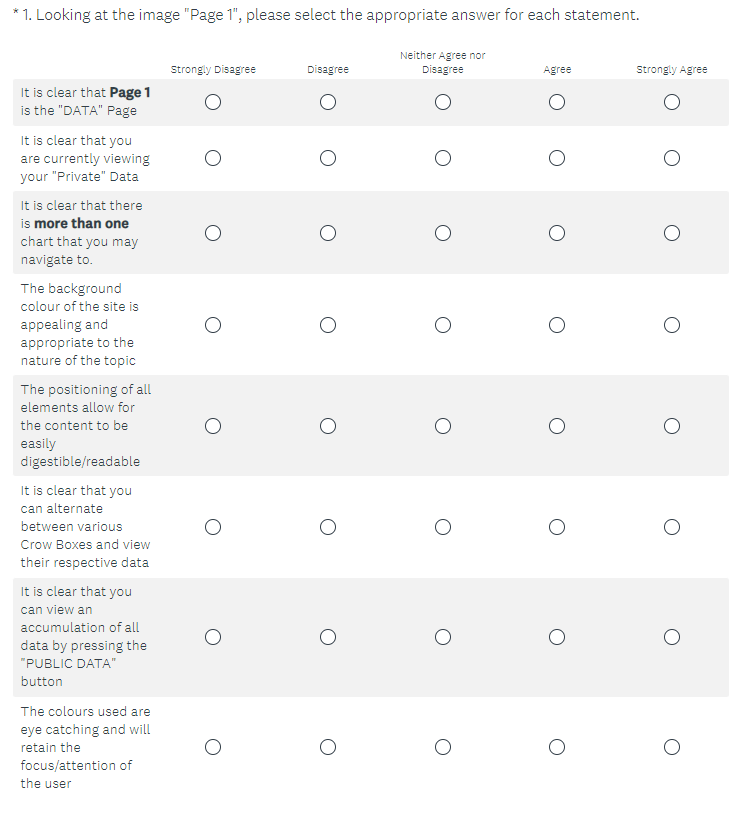 * 1. Looking at the image "Page 1", please select the appropriate answer for each statement.
Strongly Disagree Disagree Neither Agree nor Disagree Agree Strongly Agree
It is clear that Page 1
is the "DATA" Page
It is clear that you
are currently viewing
your "Private" Data
It is clear that there
is more than one
chart that you may
navigate to.
The background
colour of the site is
appealing and
appropriate to the
nature of the topic
The positioning of all
elements allow for
the content to be
easily
digestible/readable
It is clear that you
can alternate
between various
Crow Boxes and view
their respective data
It is clear that you
can view an
accumulation of all
data by pressing the
"PUBLIC DATA"
button
The colours used are
eye catching and will
retain the
focus/attention of
the user